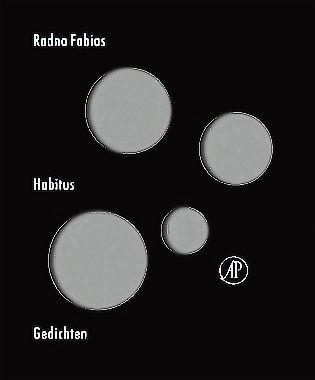 Radna Fabias
Habitus
AP
Gedichten